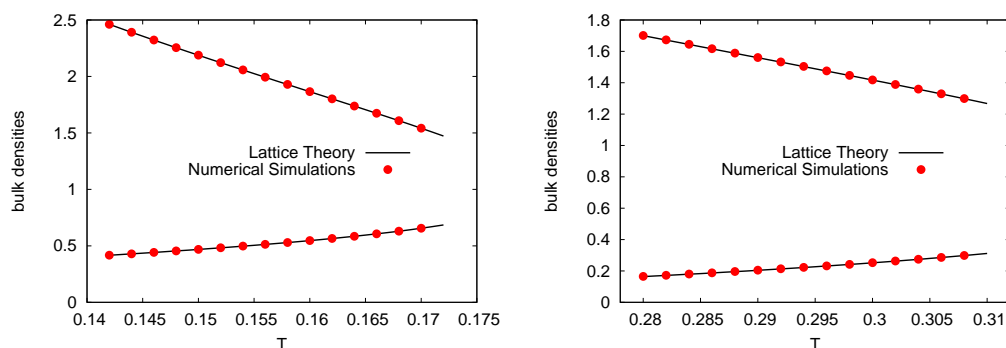 2.5
2
1.5
1
0.5
0
bulk densities
Lattice Theory
Numerical Simulations
0.14 0.145 0.15 0.155 0.16 0.165 0.17 0.175
T
1.8
1.6
1.4
1.2
1
0.8
0.6
0.4
0.2
0
bulk densities
Lattice Theory
Numerical Simulations
0.28 0.285 0.29 0.295 0.3 0.305 0.31
T